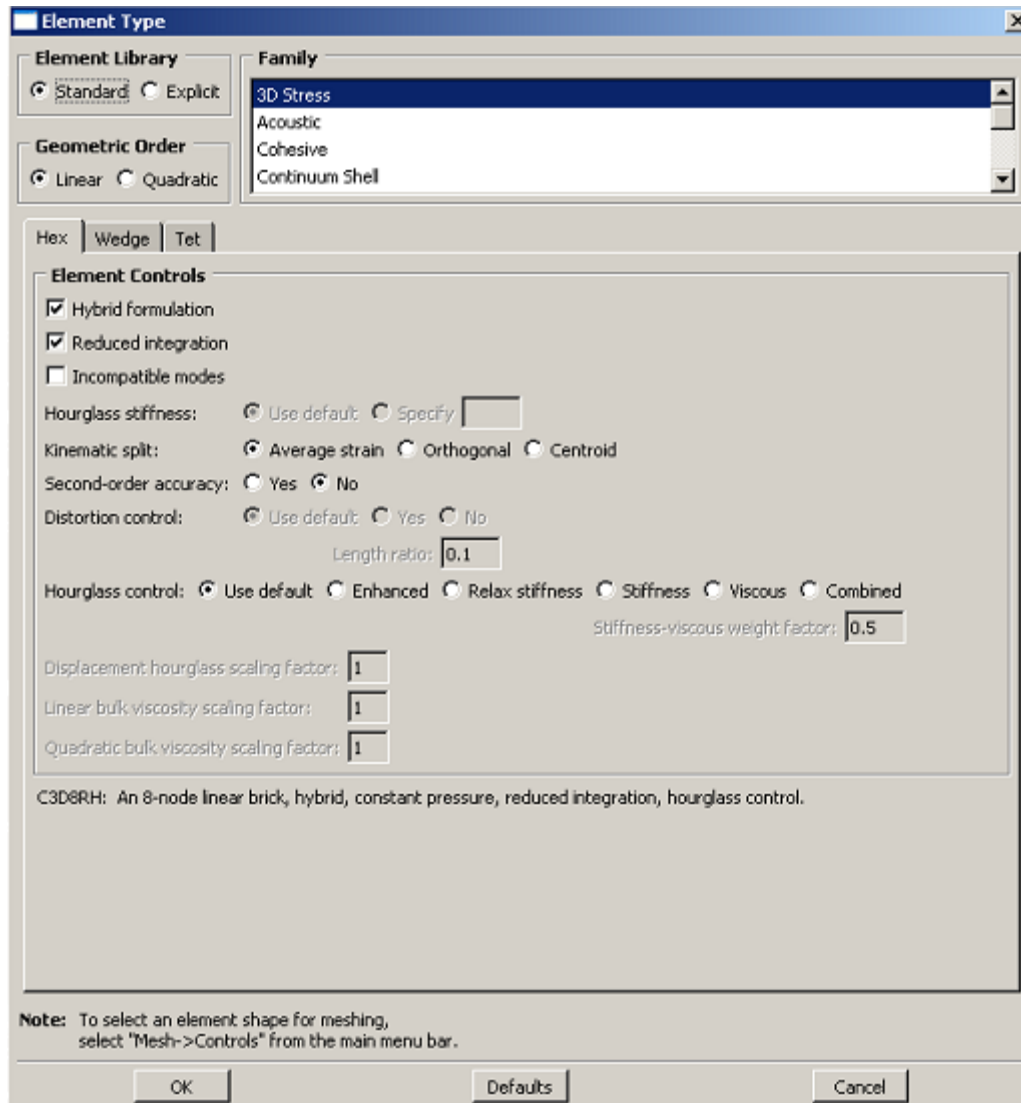 Element Type
Element Library
Standard Explicit
Family
3D Stress
Acoustic
Cohesive
Continuum Shell
Geometric Order
Linear Quadratic
Hex Wedge Tet
Element Controls
Hybrid formulation
Reduced integration
Incompatible modes
Hourglass stiffness: Use default Specify
Kinematic split: Average strain Orthogonal Centroid
Second-order accuracy: Yes No
Distortion control: Use default Yes No
Length ratio: 0.1
Hourglass control: Use default Enhanced Relax stiffness Stiffness Viscous Combined
Stiffness-viscous weight factor: 0.5
Displacement hourglass scaling factor: 1
Linear bulk viscosity scaling factor: 1
Quadratic bulk viscosity scaling factor: 1
C3D8RH: An 8-node linear brick, hybrid, constant pressure, reduced integration, hourglass control.
Note: To select an element shape for meshing,
select "Mesh->Controls" from the main menu bar.
OK Defaults Cancel